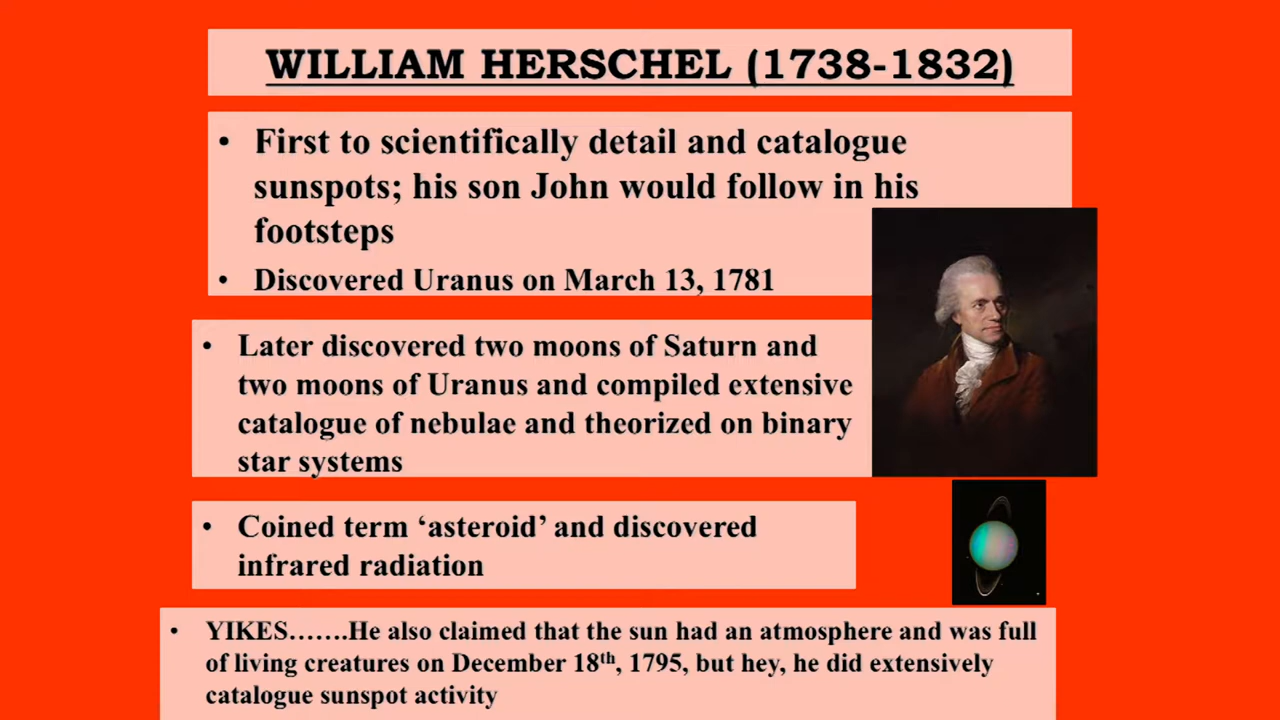 WILLIAM HERSCHEL (1738-1832)
• First to scientifically detail and catalogue
sunspots; his son John would follow in his
footsteps
• Discovered Uranus on March 13, 1781
• Later discovered two moons of Saturn and
two moons of Uranus and compiled extensive
catalogue of nebulae and theorized on binary
star systems
• Coined term ‘asteroid’ and discovered
infrared radiation
• YIKES…….He also claimed that the sun had an atmosphere and was full
of living creatures on December 18th, 1795, but hey, he did extensively
catalogue sunspot activity